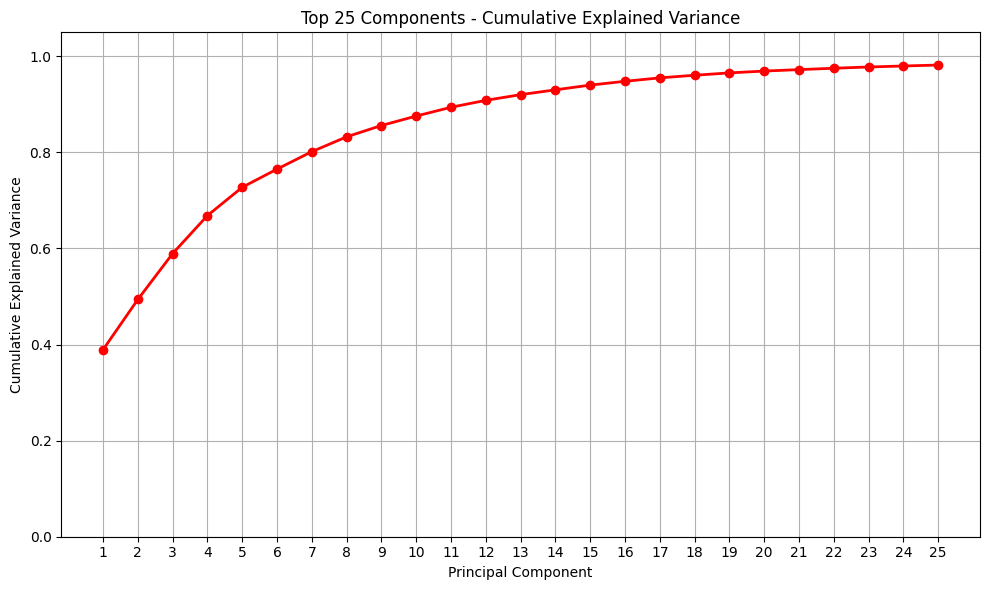 Top 25 Components - Cumulative Explained Variance
Cumulative Explained Variance
1.0
0.8
0.6
0.4
0.2
0.0
1 2 3 4 5 6 7 8 9 10 11 12 13 14 15 16 17 18 19 20 21 22 23 24 25
Principal Component